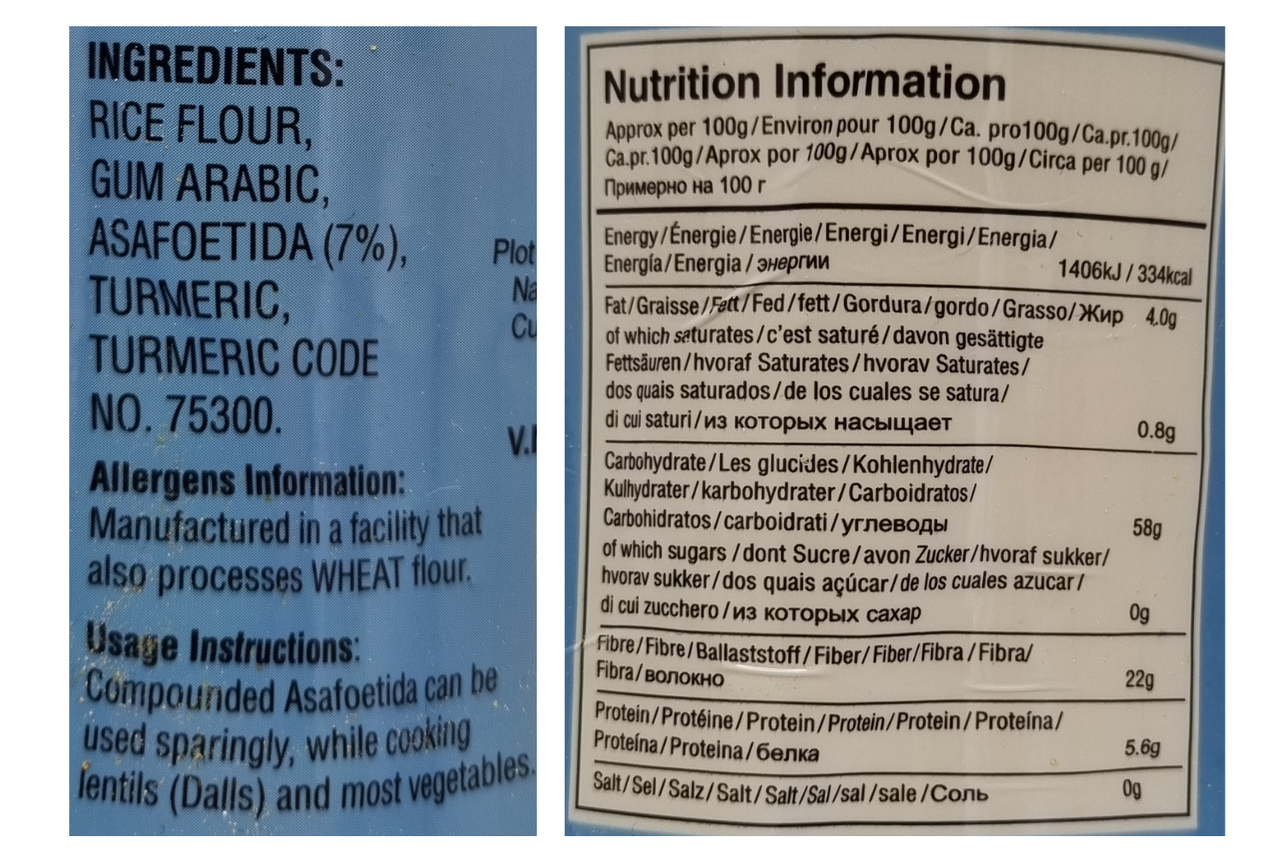 INGREDIENTS:
RICE FLOUR,
GUM ARABIC,
ASAFOETIDA (7%),
TURMERIC,
TURMERIC CODE
NO. 75300.
Allergens Information:
Manufactured in a facility that
also processes WHEAT flour.
Usage Instructions:
Compounded Asafoetida can be
used sparingly, while cooking
lentils (Dalls) and most vegetables.
Plot
Nutrition Information
Approx per 100g/Environ pour 100g/Ca. pro100g/Ca.pr.100g/
Ca.pr.100g/Aprox por 100g/Aprox por 100g/Circa per 100 g/
Примерно на 100 г
Energy/Énergie/Energie/Energi/Energi/Energia/
Energía/Energia/энергии 1406kJ / 334kcal
Fat/Graisse/Fett/Fed/fett/Gordura/gordo/Grasso/Жир 4.0g
of which saturates/c'est saturé/davon gesättigte
Fettsäuren/hvoraf Saturates/hvorav Saturates/
dos quais saturados/de los cuales se satura/
di cui saturi/из которых насыщает 0.8g
Carbohydrate/Les glucides/Kohlenhydrate/
Kulhydrater/karbohydrater/Carboidratos/
Carbohidratos/carboidrati/углеводы 58g
of which sugars /dont Sucre/avon Zucker/hvoraf sukker/
hvorav sukker/dos quais açúcar/de los cuales azucar/
di cui zucchero/из которых сахар 0g
Fibre/Fibre/Ballaststoff/Fiber/Fiber/Fibra/Fibra/
Fibra/волокно 22g
Protein/Protéine/Protein/Protein/Protein/Proteína/
Proteína/Proteina/белка 5.6g
Salt/Sel/Salz/Salt/Salt/Sal/sal/sale/Соль 0g